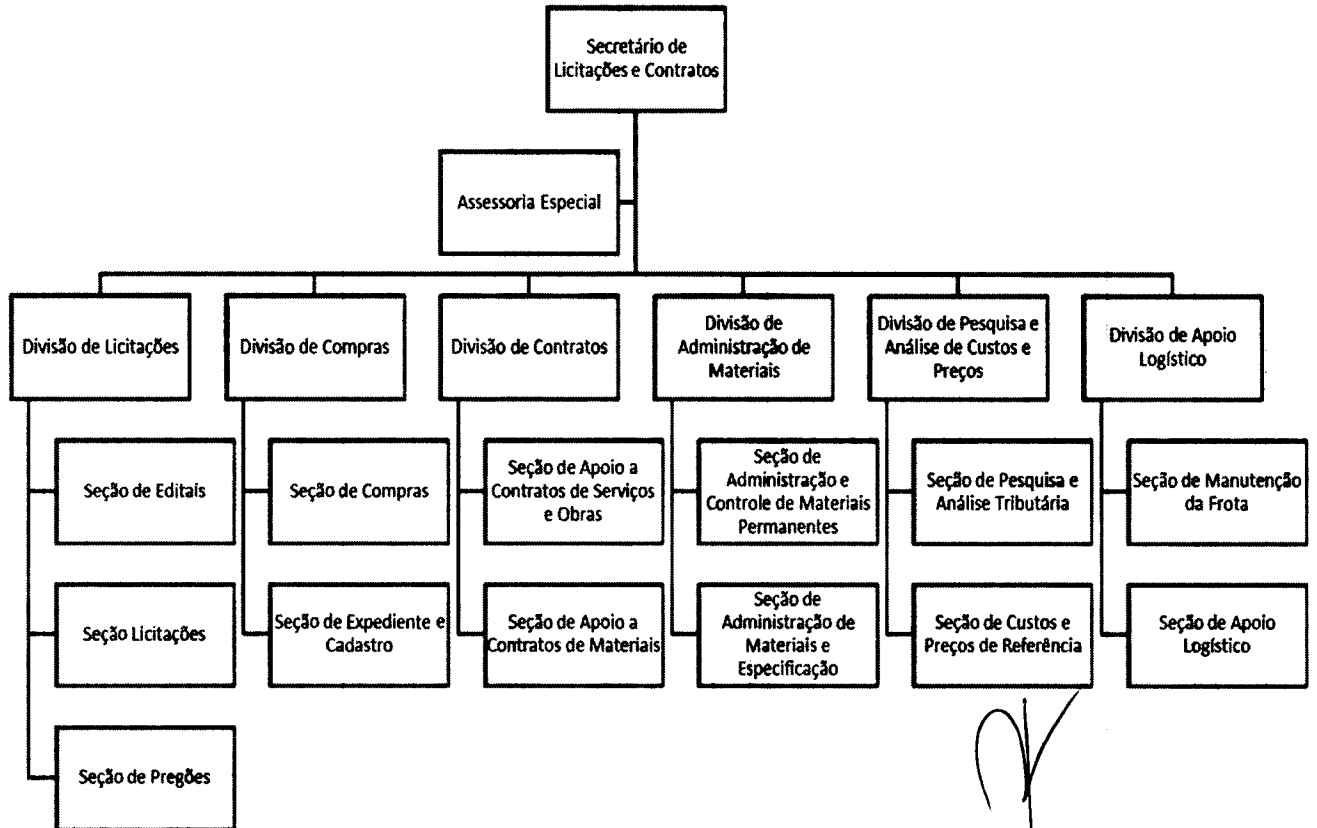 Secretário de
Licitações e Contratos
Assessoria Especial
Divisão de Licitações
Divisão de Compras
Divisão de Contratos
Divisão de
Administração de
Materiais
Divisão de Pesquisa e
Análise de Custos e
Preços
Divisão de Apoio
Logístico
Seção de Editais
Seção de Compras
Seção de Apoio a
Contratos de Serviços
e Obras
Seção de
Administração e
Controle de Materiais
Permanentes
Seção de Pesquisa e
Análise Tributária
Seção de Manutenção
da Frota
Seção Licitações
Seção de Expediente e
Cadastro
Seção de Apoio a
Contratos de Materiais
Seção de
Administração de
Materiais e
Especificação
Seção de Custos e
Preços de Referência
Seção de Apoio
Logístico
Seção de Pregões